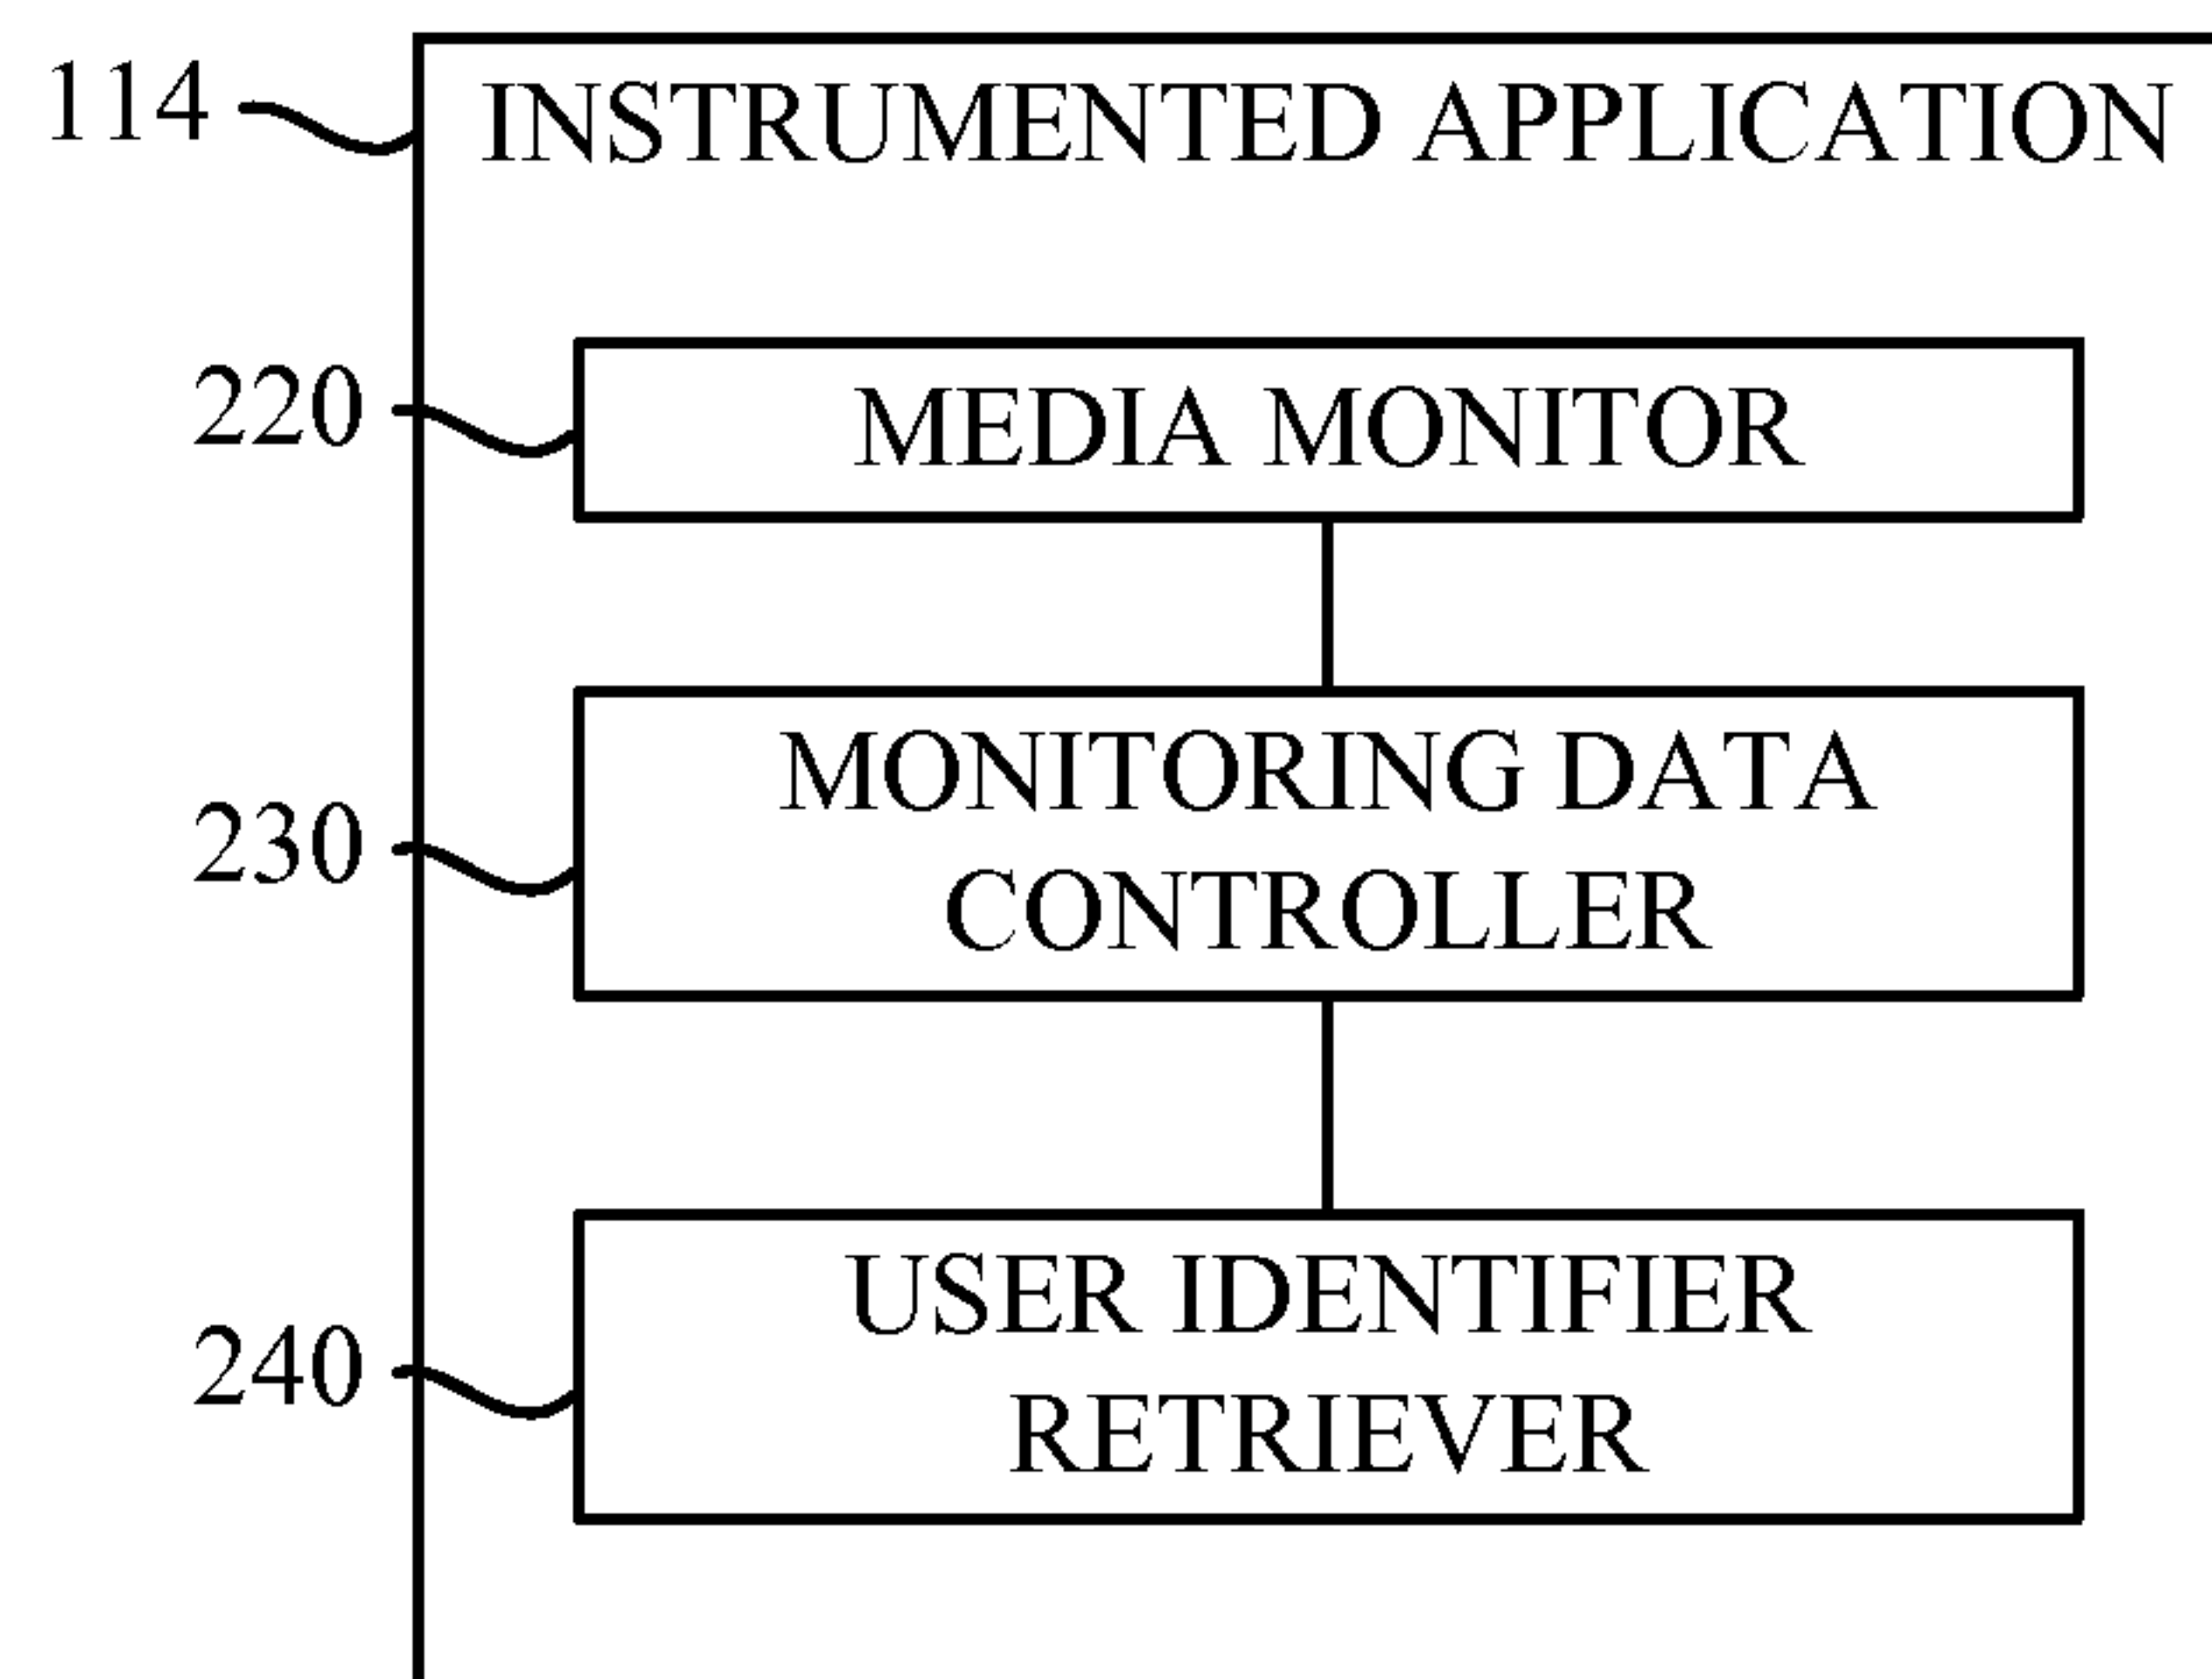 114
INSTRUMENTED APPLICATION
220
MEDIA MONITOR
230
MONITORING DATA
CONTROLLER
240
USER IDENTIFIER
RETRIEVER